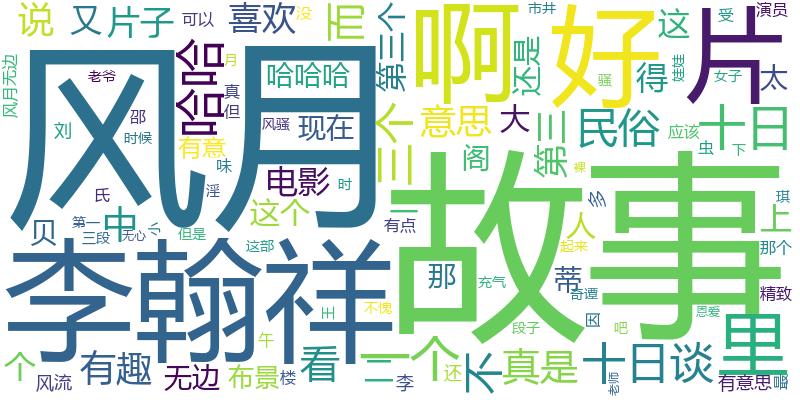 说
又
片子
可以
喜欢
没
而
第三个
啊
市井
好
这
受
片
演员
风月无边
风月
老爷
真
但
月
哈哈
哈哈哈
还是
得
骚
娃娃
女子
太
刘
邵
时候
风骚
现在
三个
意思
大
第三
民俗
十日
应该
有意
味
电影
阁
虫
下
氏
淫
时
裸
贝
中
第一
三段
无心
小
但是
这个
这部
二
有点
故事
人
多
上
琪
那个
李翰祥
那
充气
蒂
起来
奇谭
精致
王
不愧
段子
因
恩爱
吧
里
个
风流
有趣
无边
布景
午
楼
看
二
李
一个
还
不
真是
十日谈
老师
有意思
最